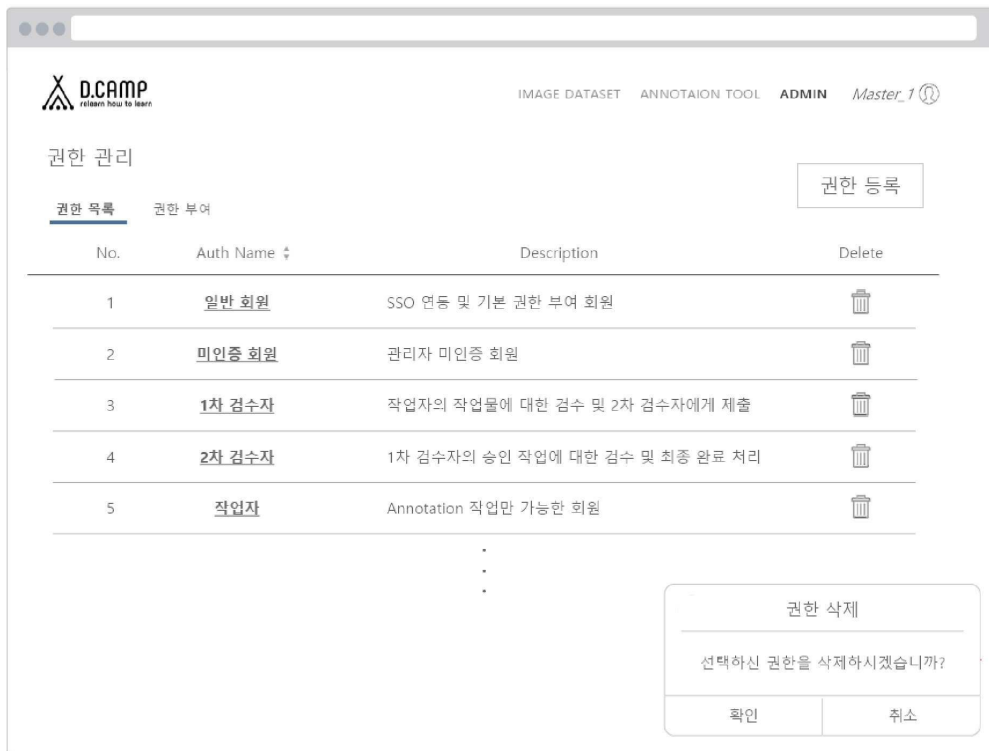 D.CAMP
relearn how to learn
IMAGE DATASET ANNOTAION TOOL ADMIN Master_1
권한 관리
권한 등록
권한 목록 권한 부여
No. Auth Name Description Delete
1 일반 회원 SSO 연동 및 기본 권한 부여 회원
2 미인증 회원 관리자 미인증 회원
3 1차 검수자 작업자의 작업물에 대한 검수 및 2차 검수자에게 제출
4 2차 검수자 1차 검수자의 승인 작업에 대한 검수 및 최종 완료 처리
5 작업자 Annotation 작업만 가능한 회원
권한 삭제
선택하신 권한을 삭제하시겠습니까?
확인 취소